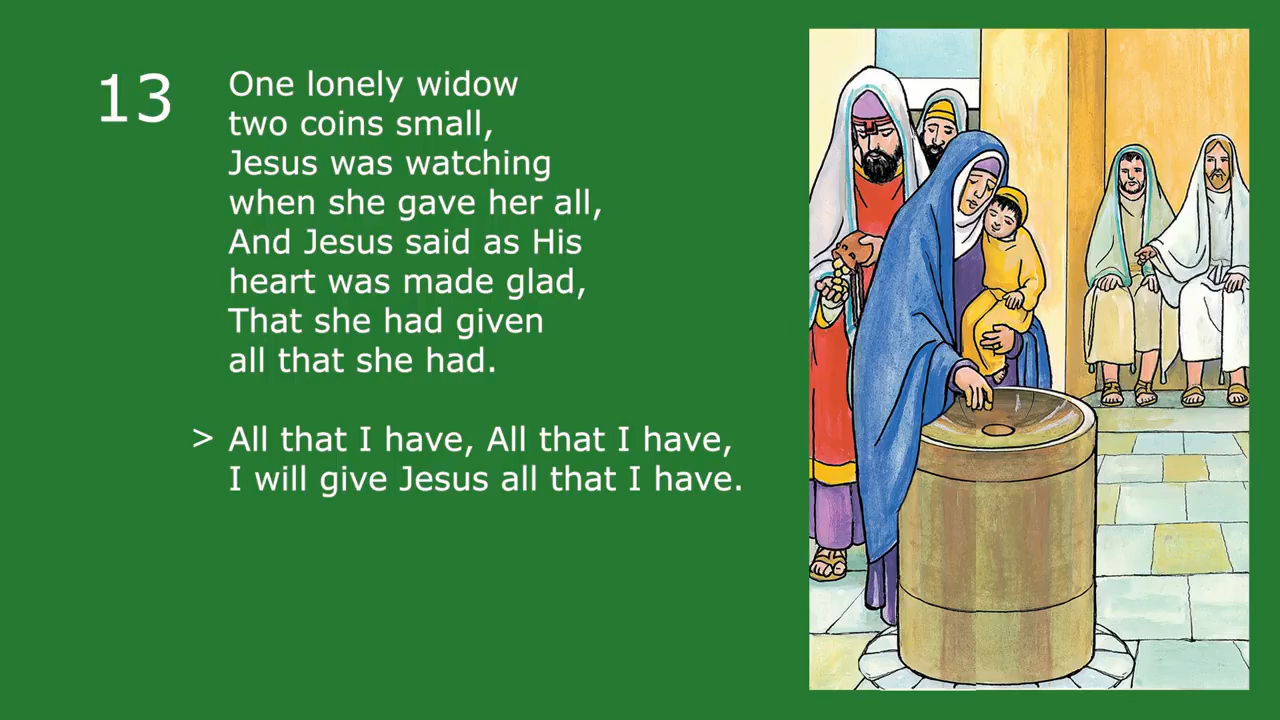 13
One lonely widow
two coins small,
Jesus was watching
when she gave her all,
And Jesus said as His
heart was made glad,
That she had given
all that she had.
> All that I have, All that I have,
I will give Jesus all that I have.